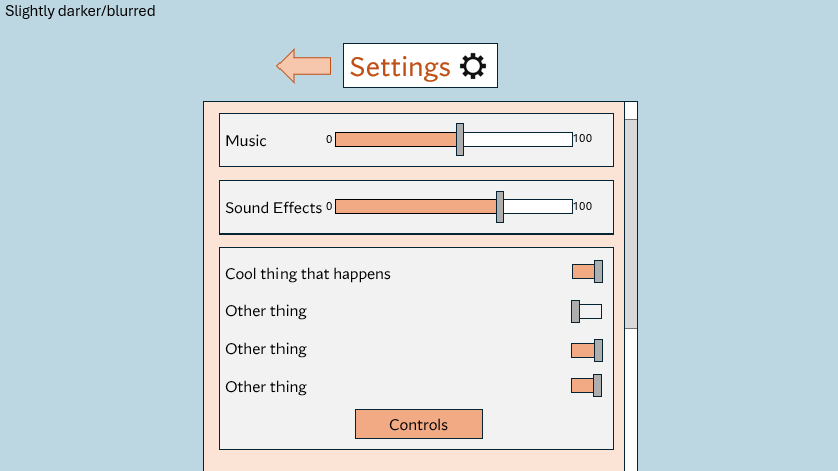 Slightly darker/blurred
Settings
Music 0 100
Sound Effects 0 100
Cool thing that happens
Other thing
Other thing
Other thing
Controls